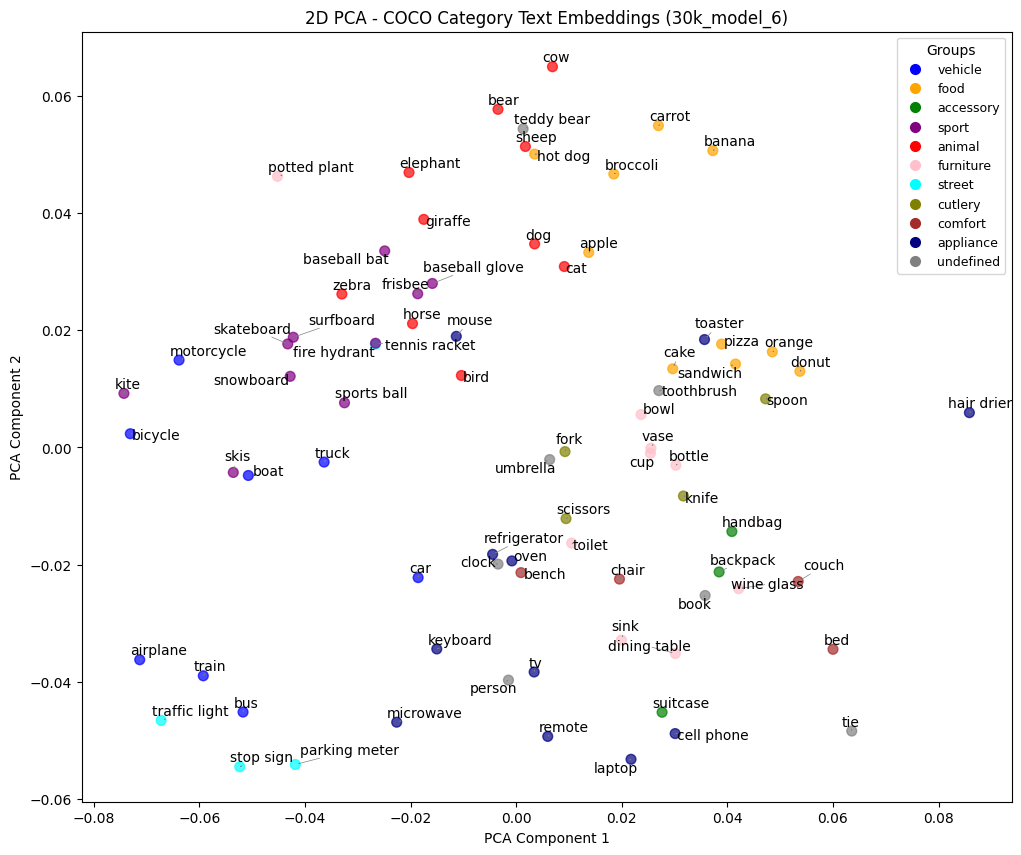 2D PCA - COCO Category Text Embeddings (30k_model_6)
cow
bear
teddy bear
carrot
sheep
banana
hot dog
elephant
broccoli
potted plant
giraffe
dog
apple
baseball bat
baseball glove
cat
zebra
frisbee
horse
mouse
surfboard
skateboard
toaster
fire hydrant
tennis racket
pizza
orange
motorcycle
cake
sandwich
donut
kite
snowboard
bird
sports ball
toothbrush
spoon
hair drier
bowl
bicycle
skis
boat
truck
fork
umbrella
vase
cup
bottle
knife
scissors
handbag
refrigerator
toilet
clock
oven
bench
car
chair
backpack
wine glass
couch
book
sink
dining table
bed
keyboard
airplane
train
tv
person
bus
traffic light
microwave
suitcase
remote
cell phone
tie
stop sign
parking meter
laptop
Groups
vehicle
food
accessory
sport
animal
furniture
street
cutlery
comfort
appliance
undefined
PCA Component 2
0.06
0.04
0.02
0.00
−0.02
−0.04
−0.06
−0.08
−0.06
−0.04
−0.02
0.00
0.02
0.04
0.06
0.08
PCA Component 1